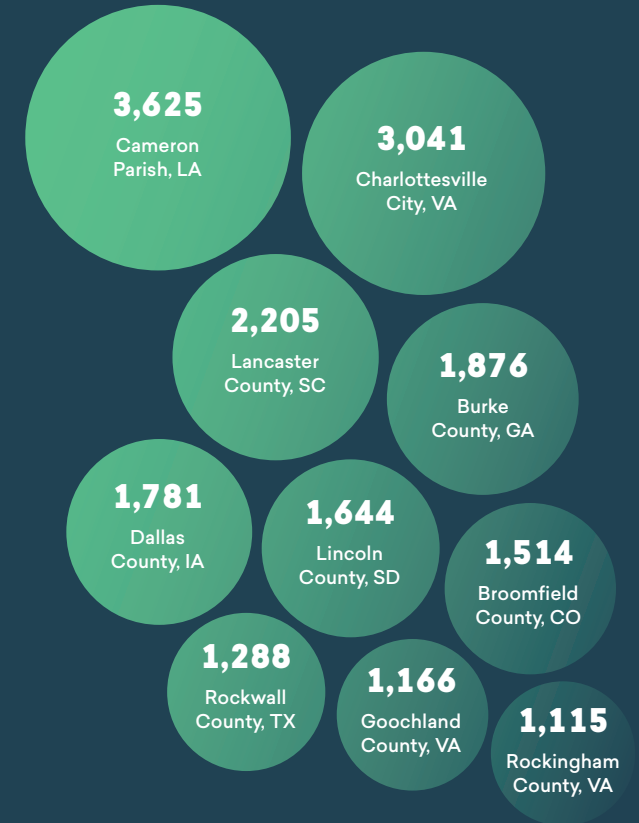 3,625
Cameron
Parish, LA
3,041
Charlottesville
City, VA
2,205
Lancaster
County, SC
1,876
Burke
County, GA
1,781
Dallas
County, IA
1,644
Lincoln
County, SD
1,514
Broomfield
County, CO
1,288
Rockwall
County, TX
1,166
Goochland
County, VA
1,115
Rockingham
County, VA